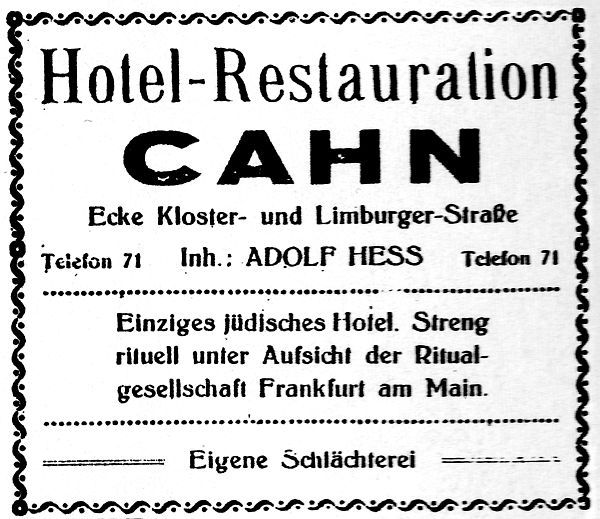 Hotel-Restauration
CAHN
Ecke Kloster- und Limburger-Straße
Telefon 71 Inh.: ADOLF HESS Telefon 71
Einziges jüdisches Hotel. Streng
rituell unter Aufsicht der Ritual-
gesellschaft Frankfurt am Main.
Eigene Schlächterei